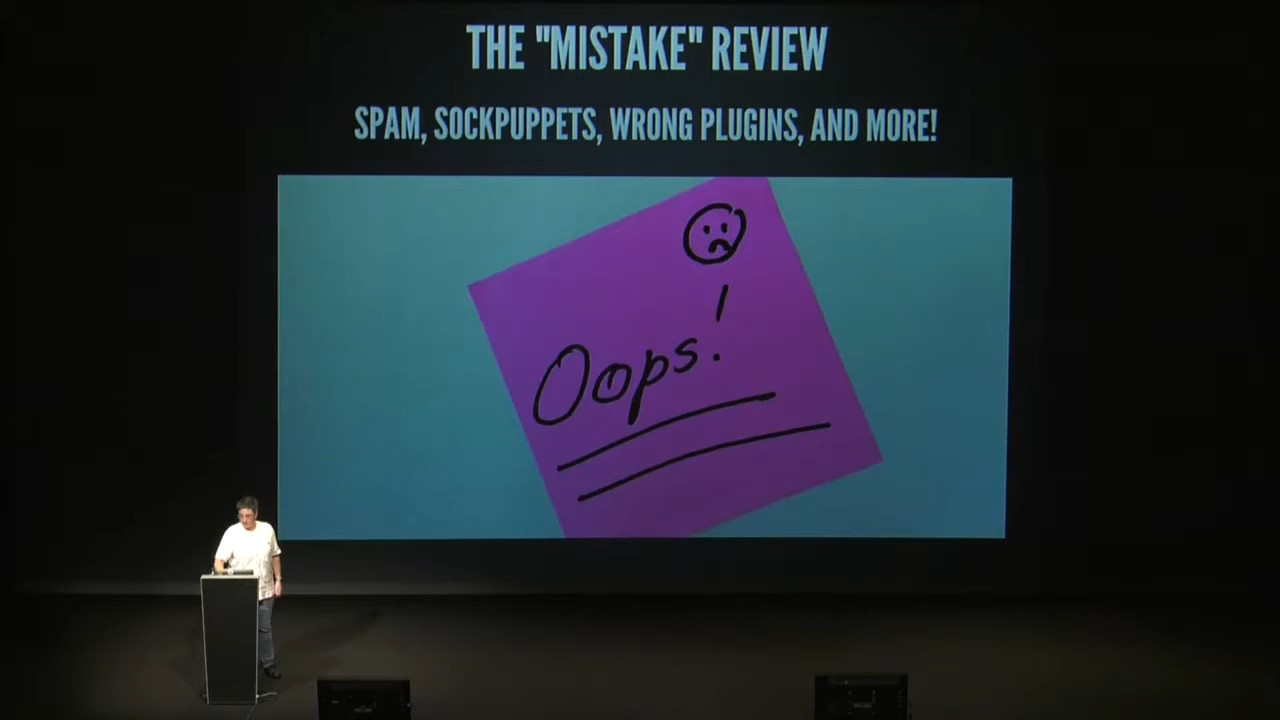 THE "MISTAKE" REVIEW
SPAM, SOCKPUPPETS, WRONG PLUGINS, AND MORE!
Oops!